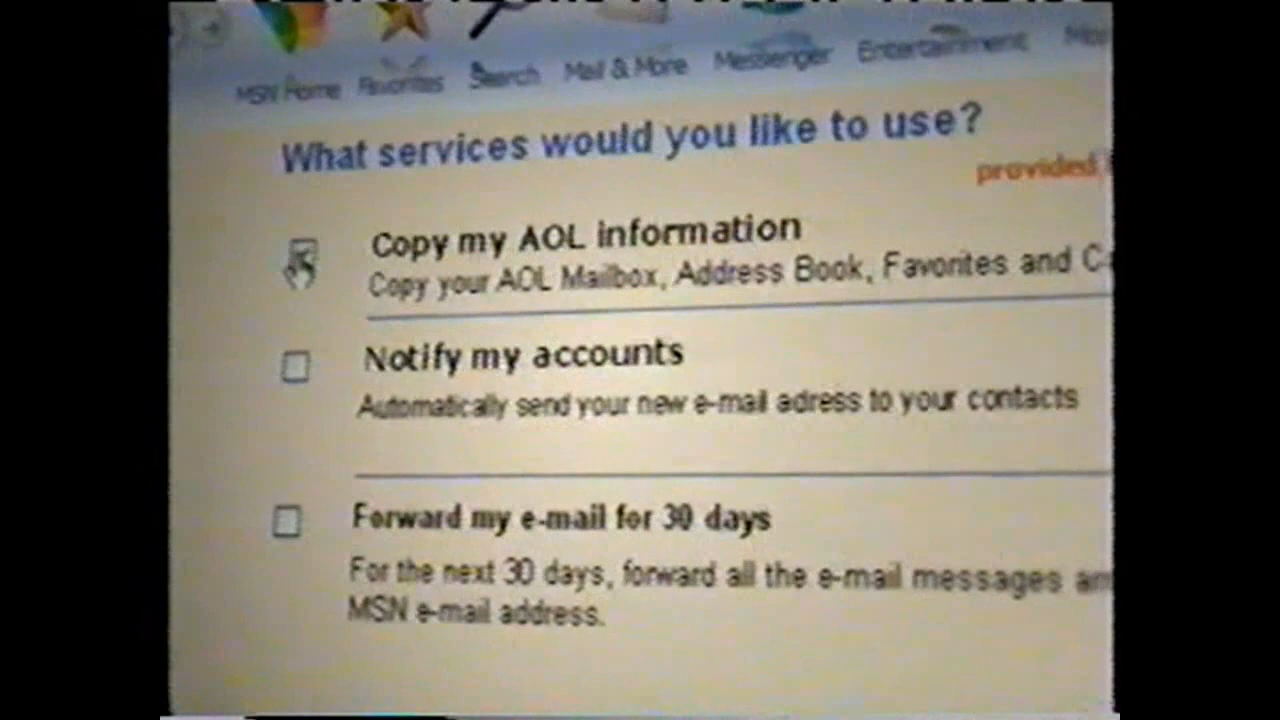 MSN Home Favorites Search Mail & More Messenger Entertainment
What services would you like to use?
provided
Copy my AOL information
Copy your AOL Mailbox, Address Book, Favorites and
Notify my accounts
Automatically send your new e-mail adress to your contacts
Forward my e-mail for 30 days
For the next 30 days, forward all the e-mail messages
MSN e-mail address.